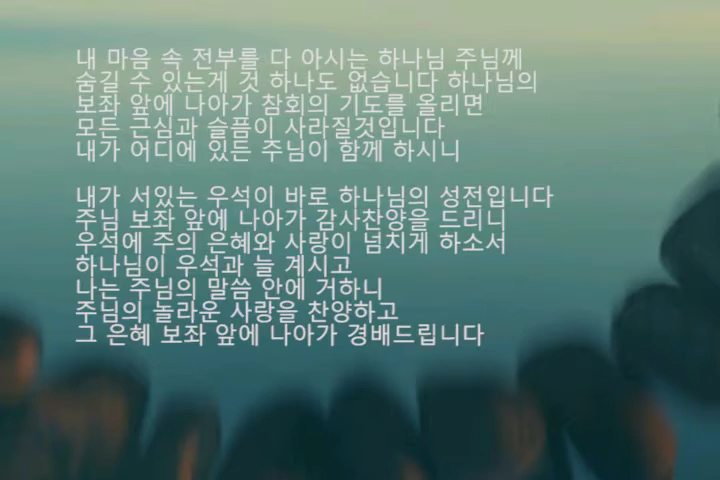 내 마음 속 전부를 다 아시는 하나님 주님께
숨길 수 있는게 것 하나도 없습니다 하나님의
보좌 앞에 나아가 참회의 기도를 올리면
모든 근심과 슬픔이 사라질것입니다
내가 어디에 있든 주님이 함께 하시니
내가 서있는 우석이 바로 하나님의 성전입니다
주님 보좌 앞에 나아가 감사찬양을 드리니
우석에 주의 은혜와 사랑이 넘치게 하소서
하나님이 우석과 늘 계시고
나는 주님의 말씀 안에 거하니
주님의 놀라운 사랑을 찬양하고
그 은혜 보좌 앞에 나아가 경배드립니다